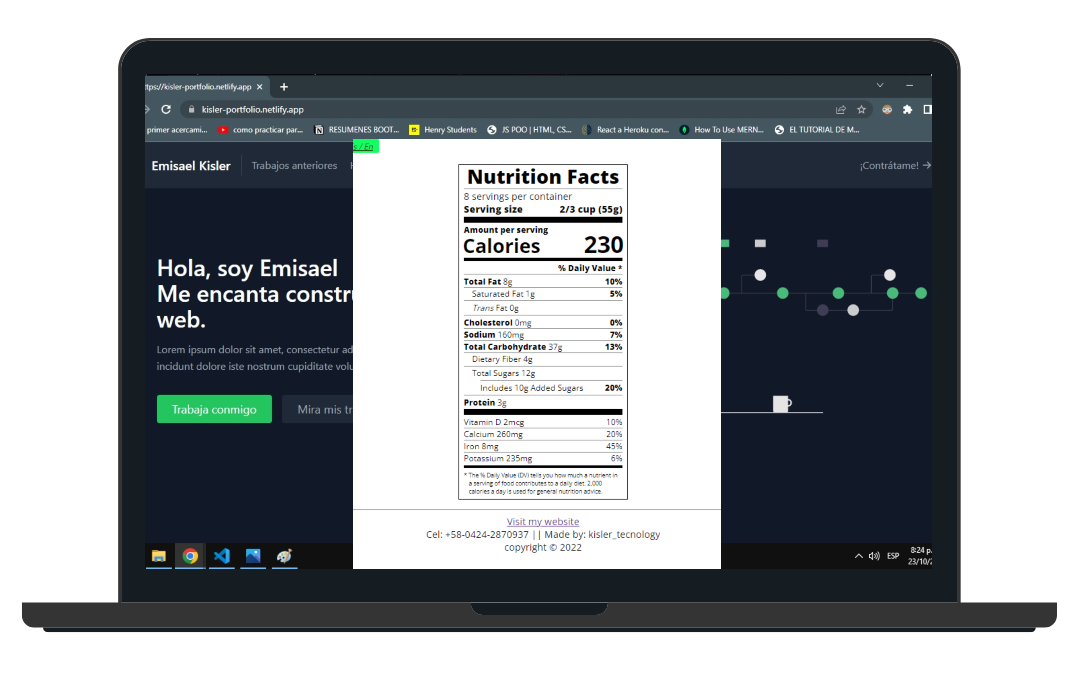 https://kisler-portfolio.netlify.app
kisler-portfolio.netlify.app
primer acercami...
como practicar par...
RESUMENES BOOT...
Henry Students
JS POO | HTML, CS...
React a Heroku con...
How To Use MERN...
EL TUTORIAL DE M...
s / En
Emisael Kisler
Trabajos anteriores
¡Contrátame! →
Hola, soy Emisael
Me encanta constru
web.
Lorem ipsum dolor sit amet, consectetur ad
incidunt dolore iste nostrum cupiditate volu
Trabaja conmigo
Mira mis tr
Nutrition Facts
8 servings per container
Serving size 2/3 cup (55g)
Amount per serving
Calories 230
% Daily Value *
Total Fat 8g 10%
Saturated Fat 1g 5%
Trans Fat 0g
Cholesterol 0mg 0%
Sodium 160mg 7%
Total Carbohydrate 37g 13%
Dietary Fiber 4g
Total Sugars 12g
Includes 10g Added Sugars 20%
Protein 3g
Vitamin D 2mcg 10%
Calcium 260mg 20%
Iron 8mg 45%
Potassium 235mg 6%
* The % Daily Value (DV) tells you how much a nutrient in
a serving of food contributes to a daily diet. 2,000
calories a day is used for general nutrition advice.
Visit my website
Cel: +58-0424-2870937 || Made by: kisler_tecnology
copyright © 2022
ESP
8:24 p.
23/10/2